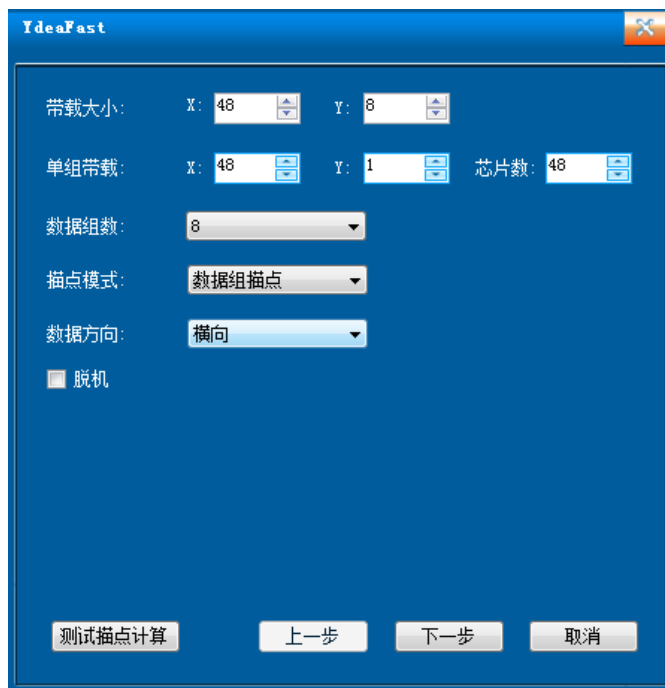 YdeaFast
带载大小: X: 48 Y: 8
单组带载: X: 48 Y: 1 芯片数: 48
数据组数: 8
描点模式: 数据组描点
数据方向: 横向
脱机
测试描点计算 上一步 下一步 取消